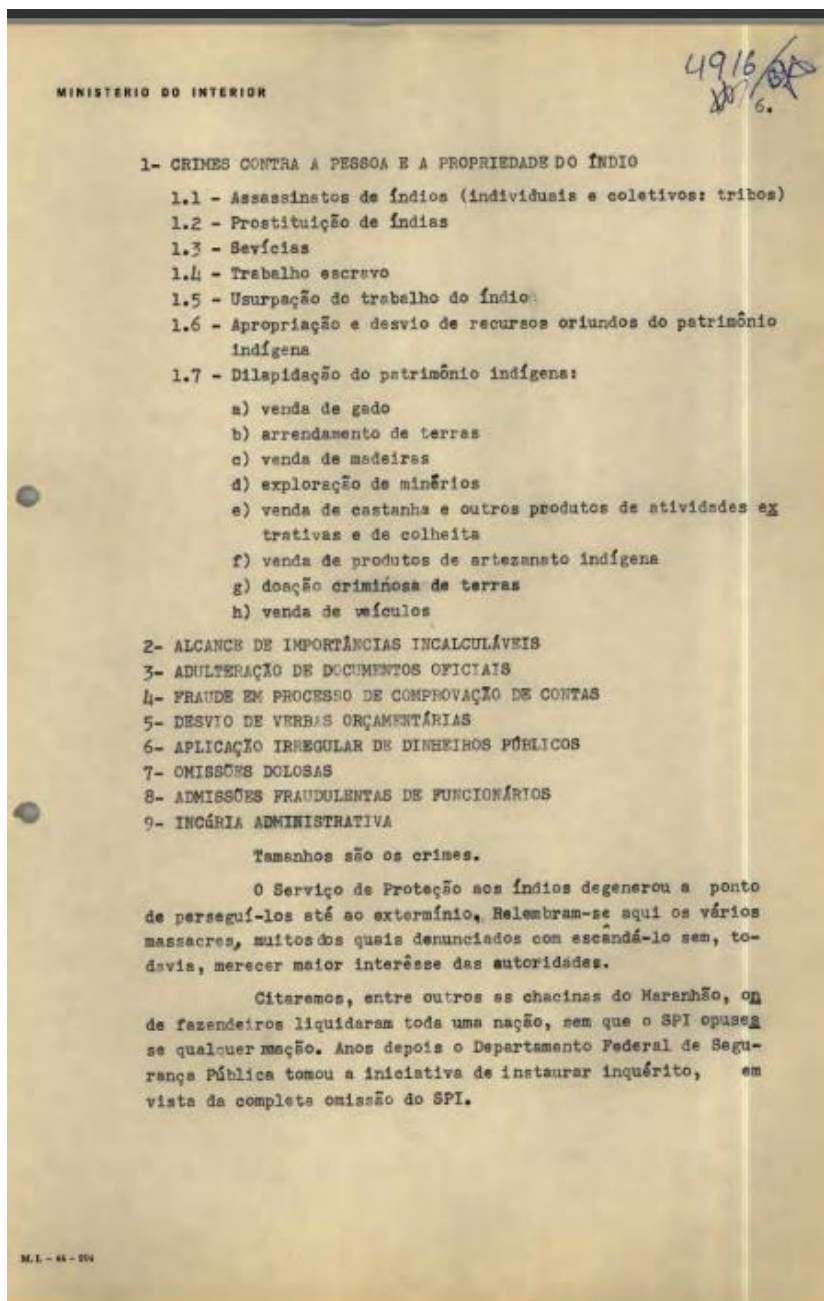 4916
MINISTERIO DO INTERIOR
6.
1- CRIMES CONTRA A PESSOA E A PROPRIEDADE DO ÍNDIO
1.1 - Assassinatos de índios (individuais e coletivos: tribos)
1.2 - Prostituição de índias
1.3 - Sevícias
1.4 - Trabalho escravo
1.5 - Usurpação do trabalho do índio
1.6 - Apropriação e desvio de recursos oriundos do patrimônio
indígena
1.7 - Dilapidação do patrimônio indígena:
a) venda de gado
b) arrendamento de terras
c) venda de madeiras
d) exploração de minérios
e) venda de castanha e outros produtos de atividades ex
trativas e de colheita
f) venda de produtos de artezanato indígena
g) doação criminosa de terras
h) venda de veículos
2- ALCANCE DE IMPORTÂNCIAS INCALCULÁVEIS
3- ADULTERAÇÃO DE DOCUMENTOS OFICIAIS
4- FRAUDE EM PROCESSO DE COMPROVAÇÃO DE CONTAS
5- DESVIO DE VERBAS ORÇAMENTÁRIAS
6- APLICAÇÃO IRREGULAR DE DINHEIROS PÚBLICOS
7- OMISSÕES DOLOSAS
8- ADMISSÕES FRAUDULENTAS DE FUNCIONÁRIOS
9- INCÚRIA ADMINISTRATIVA
Tamanhos são os crimes.
O Serviço de Proteção aos Índios degenerou a ponto
de perseguí-los até ao extermínio. Relembram-se aqui os vários
massacres, muitos dos quais denunciados com escândá-lo sem, to-
davia, merecer maior interêsse das autoridades.
Citaremos, entre outros as chacinas do Maranhão, on
de fazendeiros liquidaram toda uma nação, sem que o SPI opuses
se qualquer mação. Anos depois o Departamento Federal de Segu-
rança Pública tomou a iniciativa de instaurar inquérito, em
vista da completa omissão do SPI.
M. I. - 44 - 204